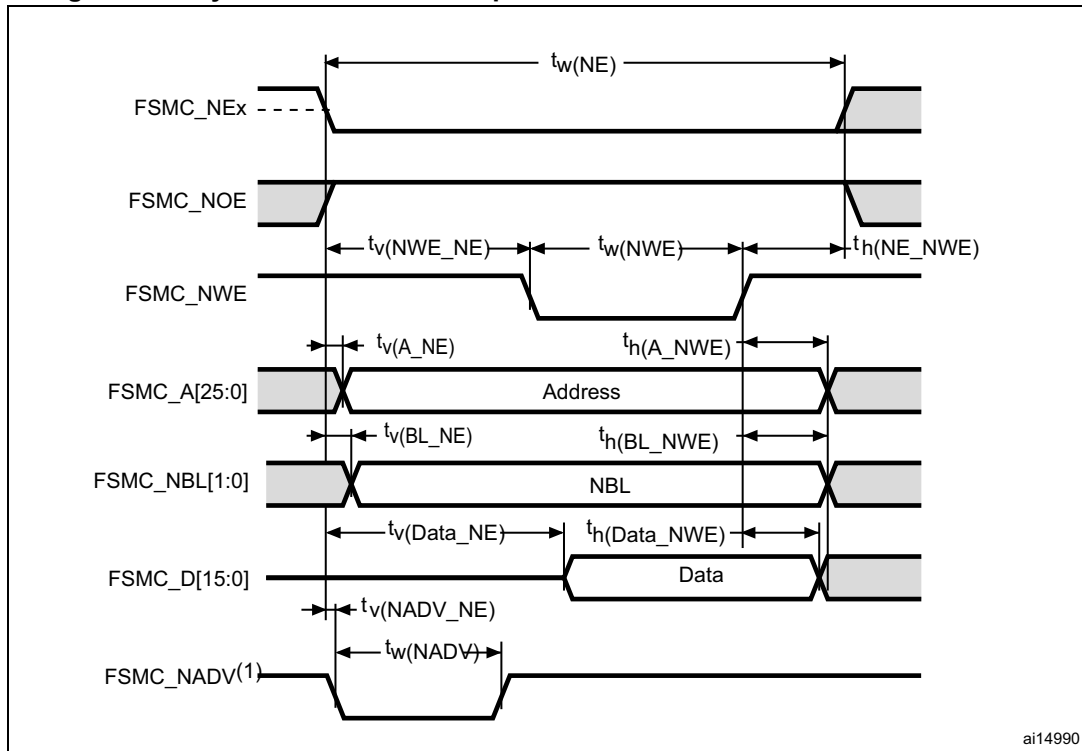 tw(NE)
FSMC_NEx
FSMC_NOE
tv(NWE_NE) tw(NWE) th(NE_NWE)
FSMC_NWE
tv(A_NE) th(A_NWE)
FSMC_A[25:0] Address
tv(BL_NE) th(BL_NWE)
FSMC_NBL[1:0] NBL
tv(Data_NE) th(Data_NWE)
FSMC_D[15:0] Data
tv(NADV_NE)
tw(NADV)
FSMC_NADV(1)
ai14990